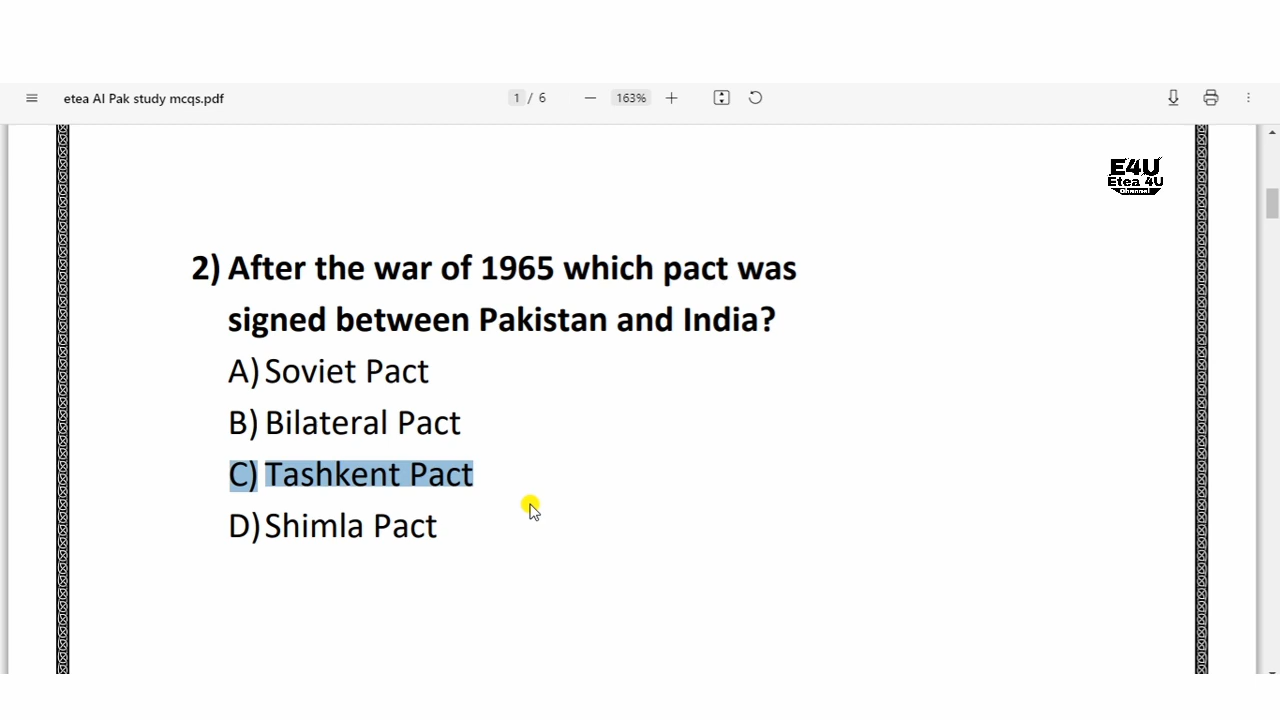 etea AI Pak study mcqs.pdf
1 / 6
163%
E4U
Etea 4U
Channel
2) After the war of 1965 which pact was
signed between Pakistan and India?
A) Soviet Pact
B) Bilateral Pact
C) Tashkent Pact
D) Shimla Pact